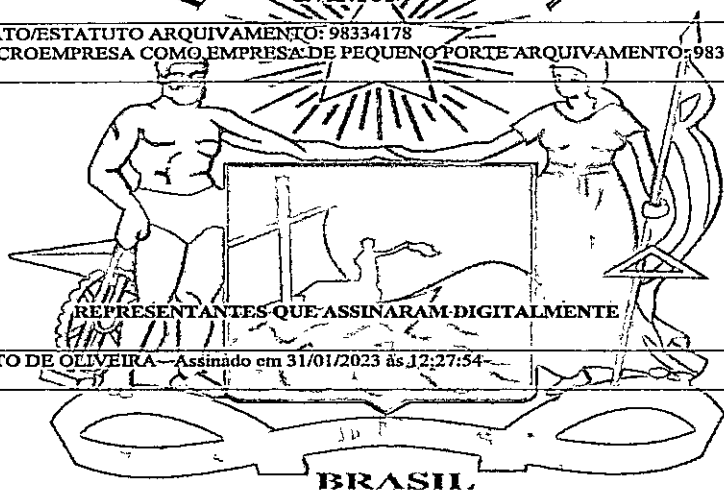 ATO/ESTATUTO ARQUIVAMENTO: 98334178
CROEMPRESA COMO EMPRESA DE PEQUENO PORTE ARQUIVAMENTO: 983
REPRESENTANTES QUE ASSINARAM DIGITALMENTE
TO DE OLIVEIRA - Assinado em 31/01/2023 às 12:27:54
BRASIL